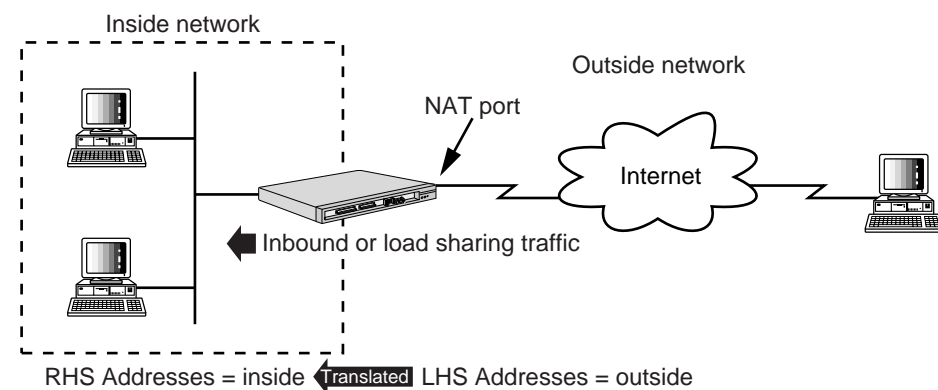 Inside network
Outside network
NAT port
Internet
Inbound or load sharing traffic
RHS Addresses = inside Translated LHS Addresses = outside